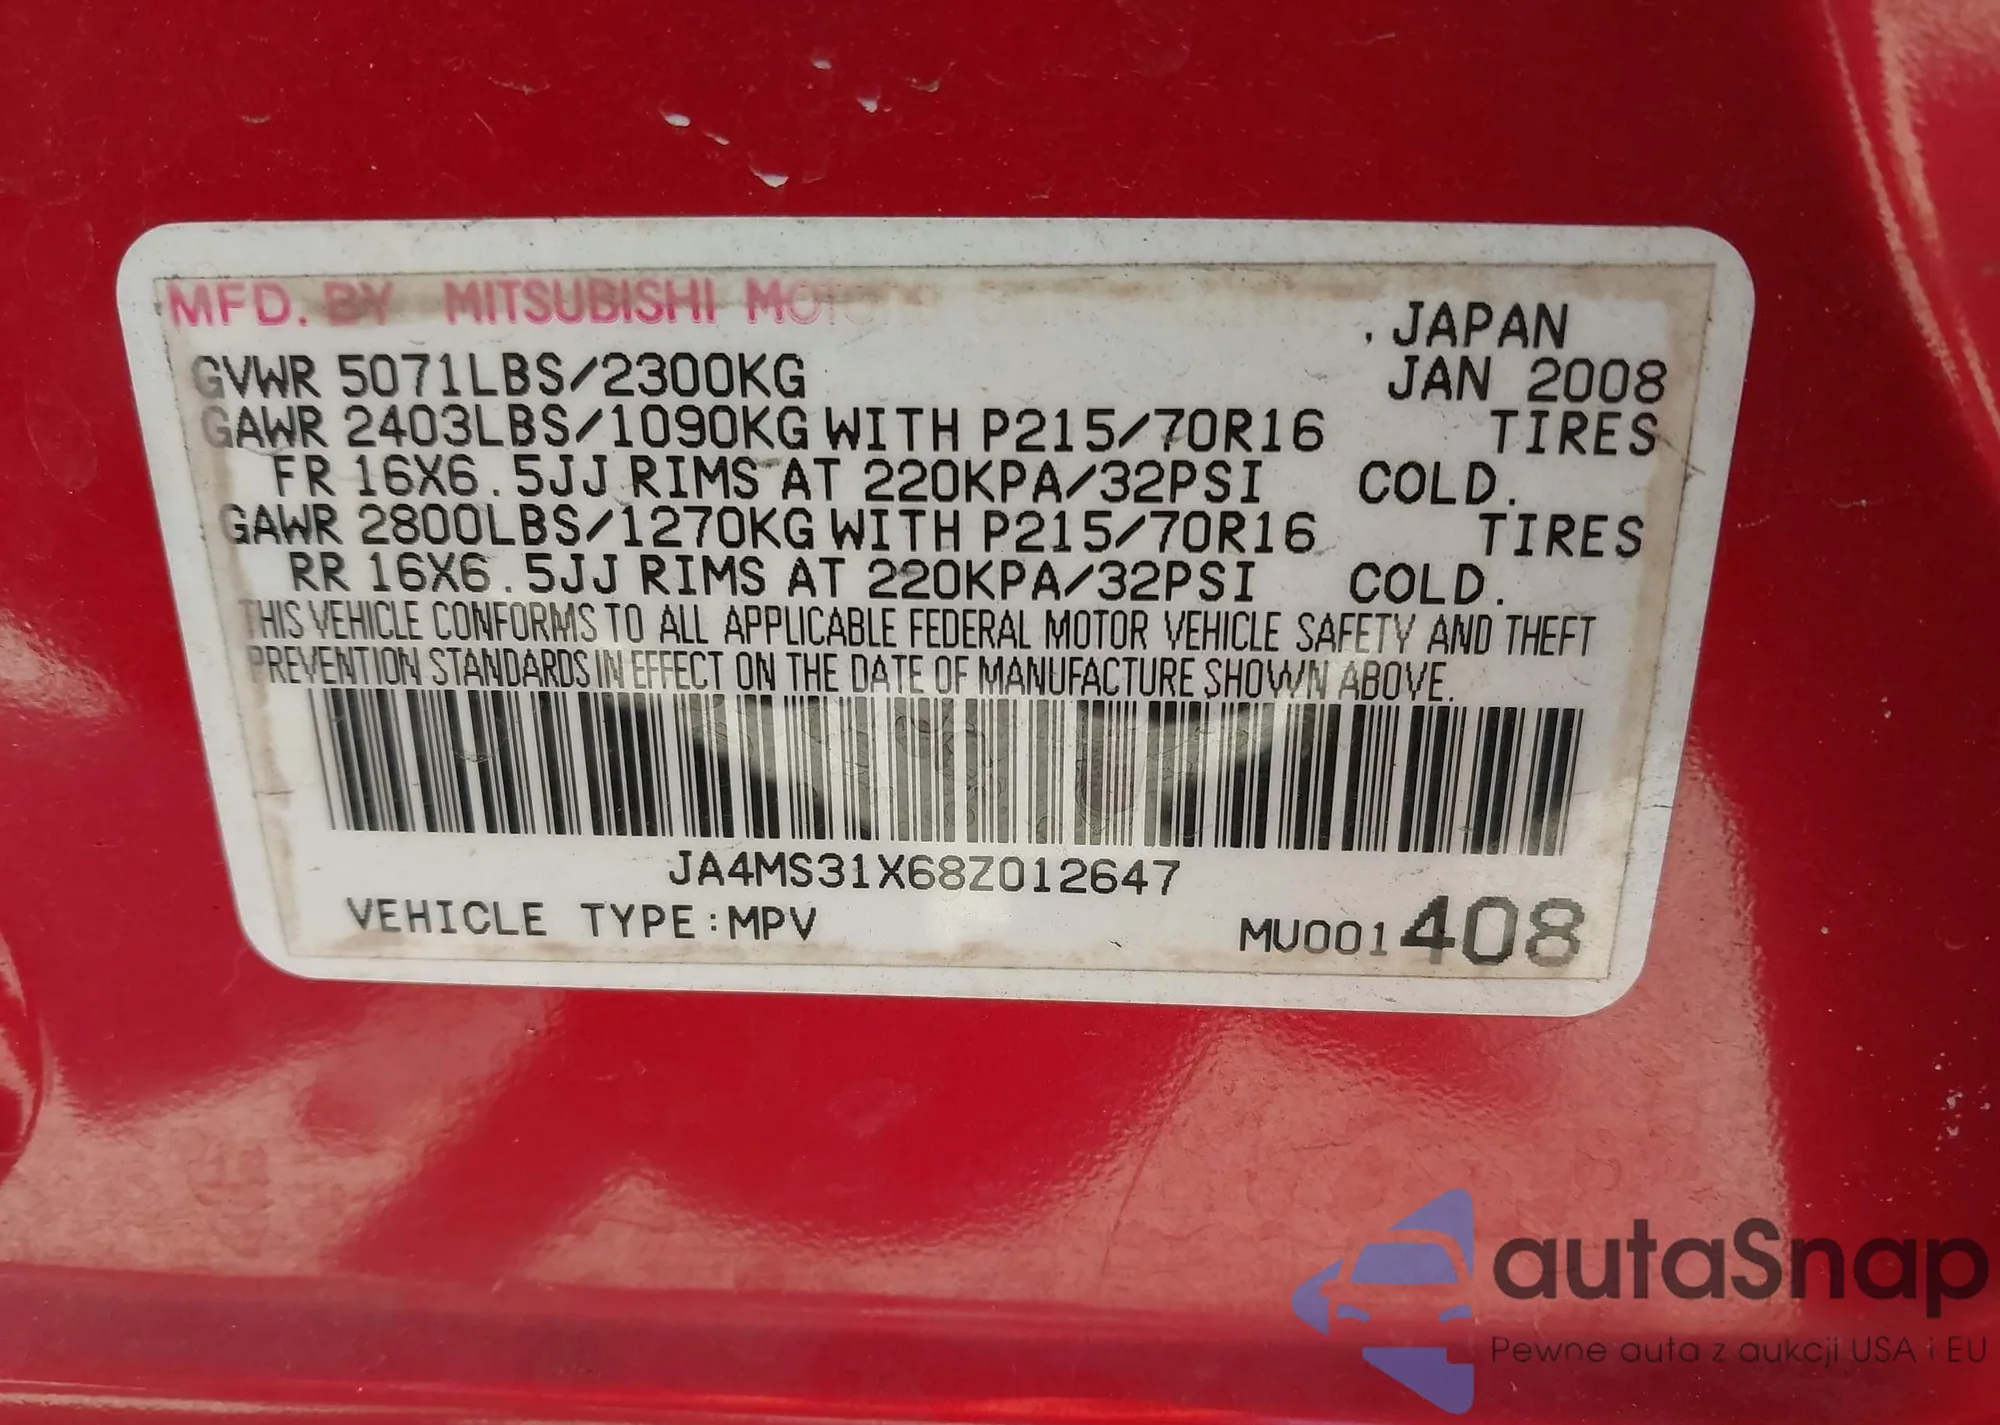 MFD. BY MITSUBISHI MOTORS
, JAPAN
GVWR 5071LBS/2300KG JAN 2008
GAWR 2403LBS/1090KG WITH P215/70R16 TIRES
FR 16X6.5JJ RIMS AT 220KPA/32PSI COLD.
GAWR 2800LBS/1270KG WITH P215/70R16 TIRES
RR 16X6.5JJ RIMS AT 220KPA/32PSI COLD.
THIS VEHICLE CONFORMS TO ALL APPLICABLE FEDERAL MOTOR VEHICLE SAFETY AND THEFT
PREVENTION STANDARDS IN EFFECT ON THE DATE OF MANUFACTURE SHOWN ABOVE.
JA4MS31X68Z012647
VEHICLE TYPE:MPV MU001408
autaSnap
Pewne auta z aukcji USA i EU